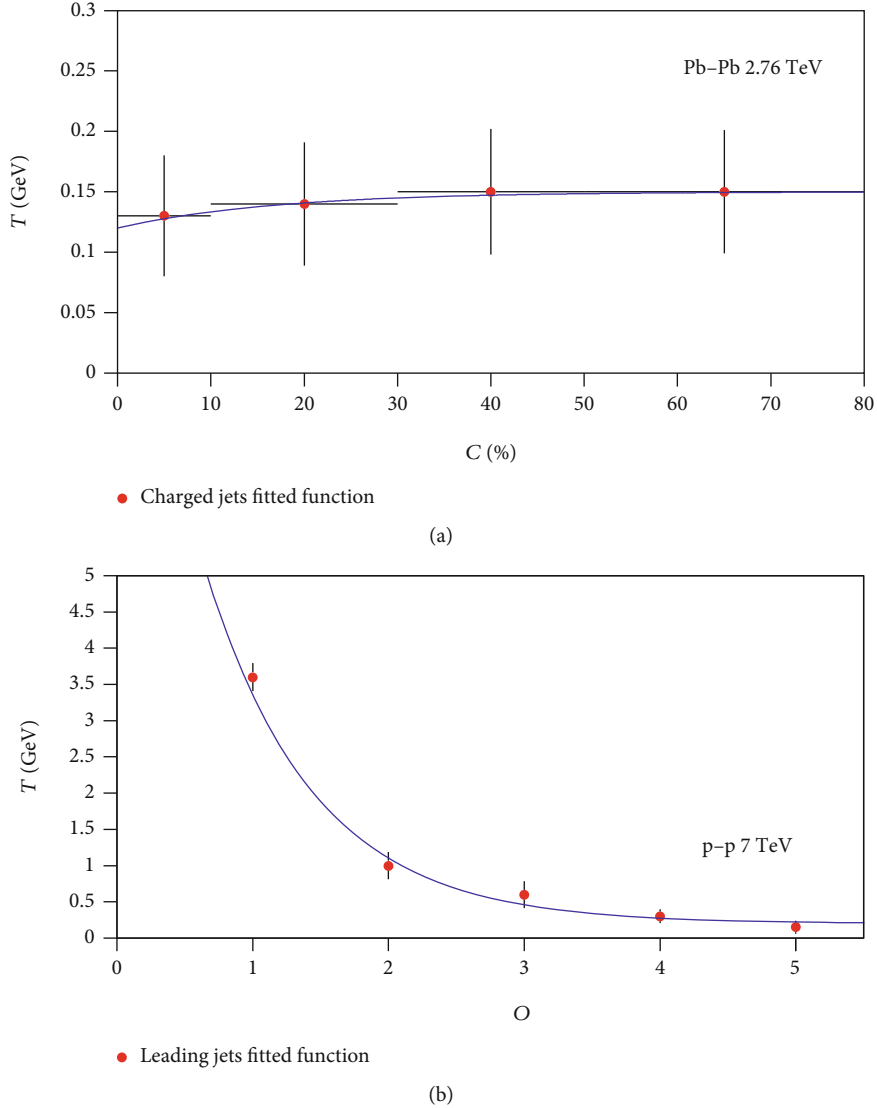 0.3
0.25
Pb–Pb 2.76 TeV
0.2
T (GeV)
0.15
0.1
0.05
0
0 10 20 30 40 50 60 70 80
C (%)
Charged jets fitted function
(a)
5
4.5
4
3.5
3
T (GeV)
2.5
2
1.5
p–p 7 TeV
1
0.5
0
0 1 2 3 4 5
O
Leading jets fitted function
(b)